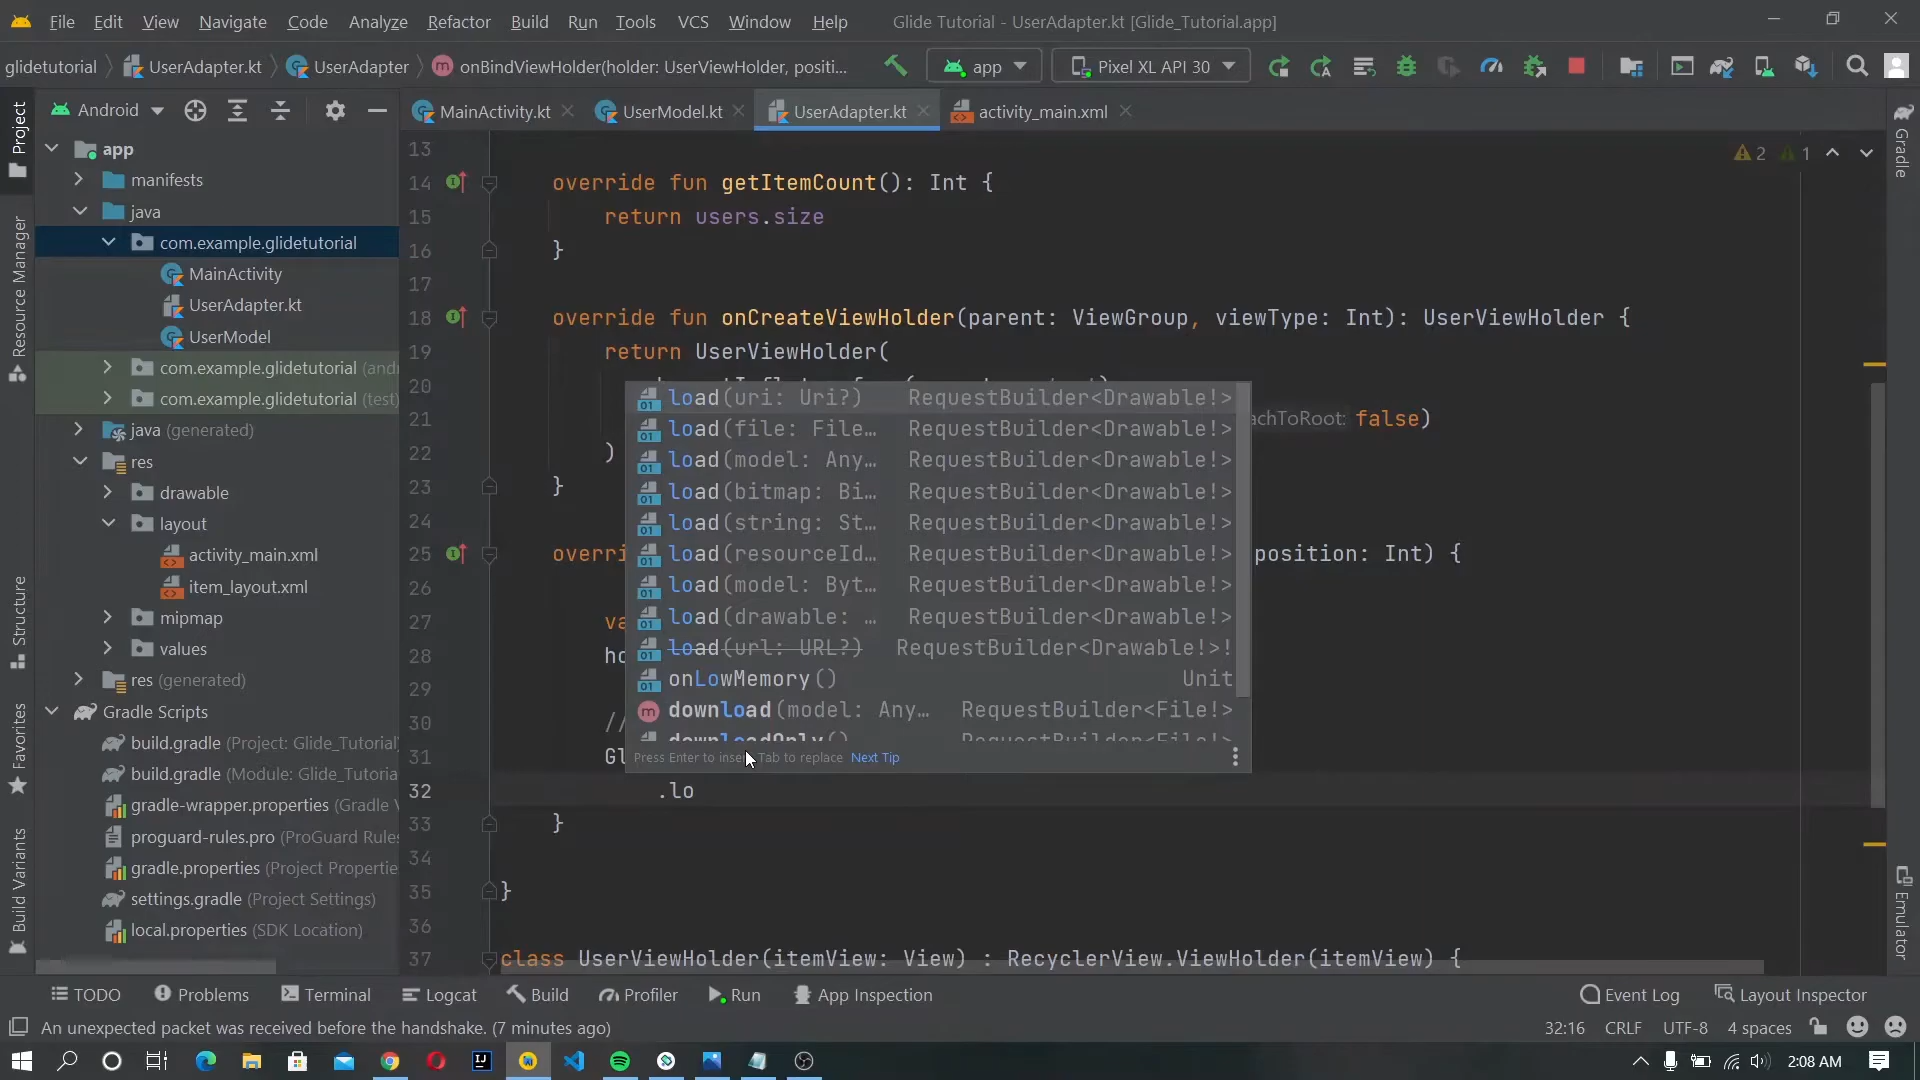 File Edit View Navigate Code Analyze Refactor Build Run Tools VCS Window Help Glide Tutorial - UserAdapter.kt [Glide_Tutorial.app]
glidetutorial UserAdapter.kt UserAdapter onBindViewHolder(holder: UserViewHolder, positi... app Pixel XL API 30
Project
Resource Manager
Structure
Favorites
Build Variants
Android
app
manifests
java
com.example.glidetutorial
MainActivity
UserAdapter.kt
UserModel
com.example.glidetutorial (and
com.example.glidetutorial (test)
java (generated)
res
drawable
layout
activity_main.xml
item_layout.xml
mipmap
values
res (generated)
Gradle Scripts
build.gradle (Project: Glide_Tutorial
build.gradle (Module: Glide_Tutoria
gradle-wrapper.properties (Gradle V
proguard-rules.pro (ProGuard Rules
gradle.properties (Project Propertie
settings.gradle (Project Settings)
local.properties (SDK Location)
MainActivity.kt UserModel.kt UserAdapter.kt activity_main.xml
2 1
13
14 override fun getItemCount(): Int {
15 return users.size
16 }
17
18 override fun onCreateViewHolder(parent: ViewGroup, viewType: Int): UserViewHolder {
19 return UserViewHolder(
20
21 achToRoot: false)
22 )
23 }
24
25 overri position: Int) {
26
27 va
28 ho
29
30 //
31 Gl
32 .lo
33 }
34
35 }
36
37 class UserViewHolder(itemView: View) : RecyclerView.ViewHolder(itemView) {
load(uri: Uri?) RequestBuilder<Drawable!>
load(file: File… RequestBuilder<Drawable!>
load(model: Any… RequestBuilder<Drawable!>
load(bitmap: Bi… RequestBuilder<Drawable!>
load(string: St… RequestBuilder<Drawable!>
load(resourceId… RequestBuilder<Drawable!>
load(model: Byt… RequestBuilder<Drawable!>
load(drawable: … RequestBuilder<Drawable!>
load(url: URL?) RequestBuilder<Drawable!>!
onLowMemory() Unit
download(model: Any… RequestBuilder<File!>
downloadOnly() RequestBuilder<File!>
Press Enter to inser Tab to replace Next Tip
Gradle
Emulator
TODO Problems Terminal Logcat Build Profiler Run App Inspection Event Log Layout Inspector
An unexpected packet was received before the handshake. (7 minutes ago) 32:16 CRLF UTF-8 4 spaces
2:08 AM